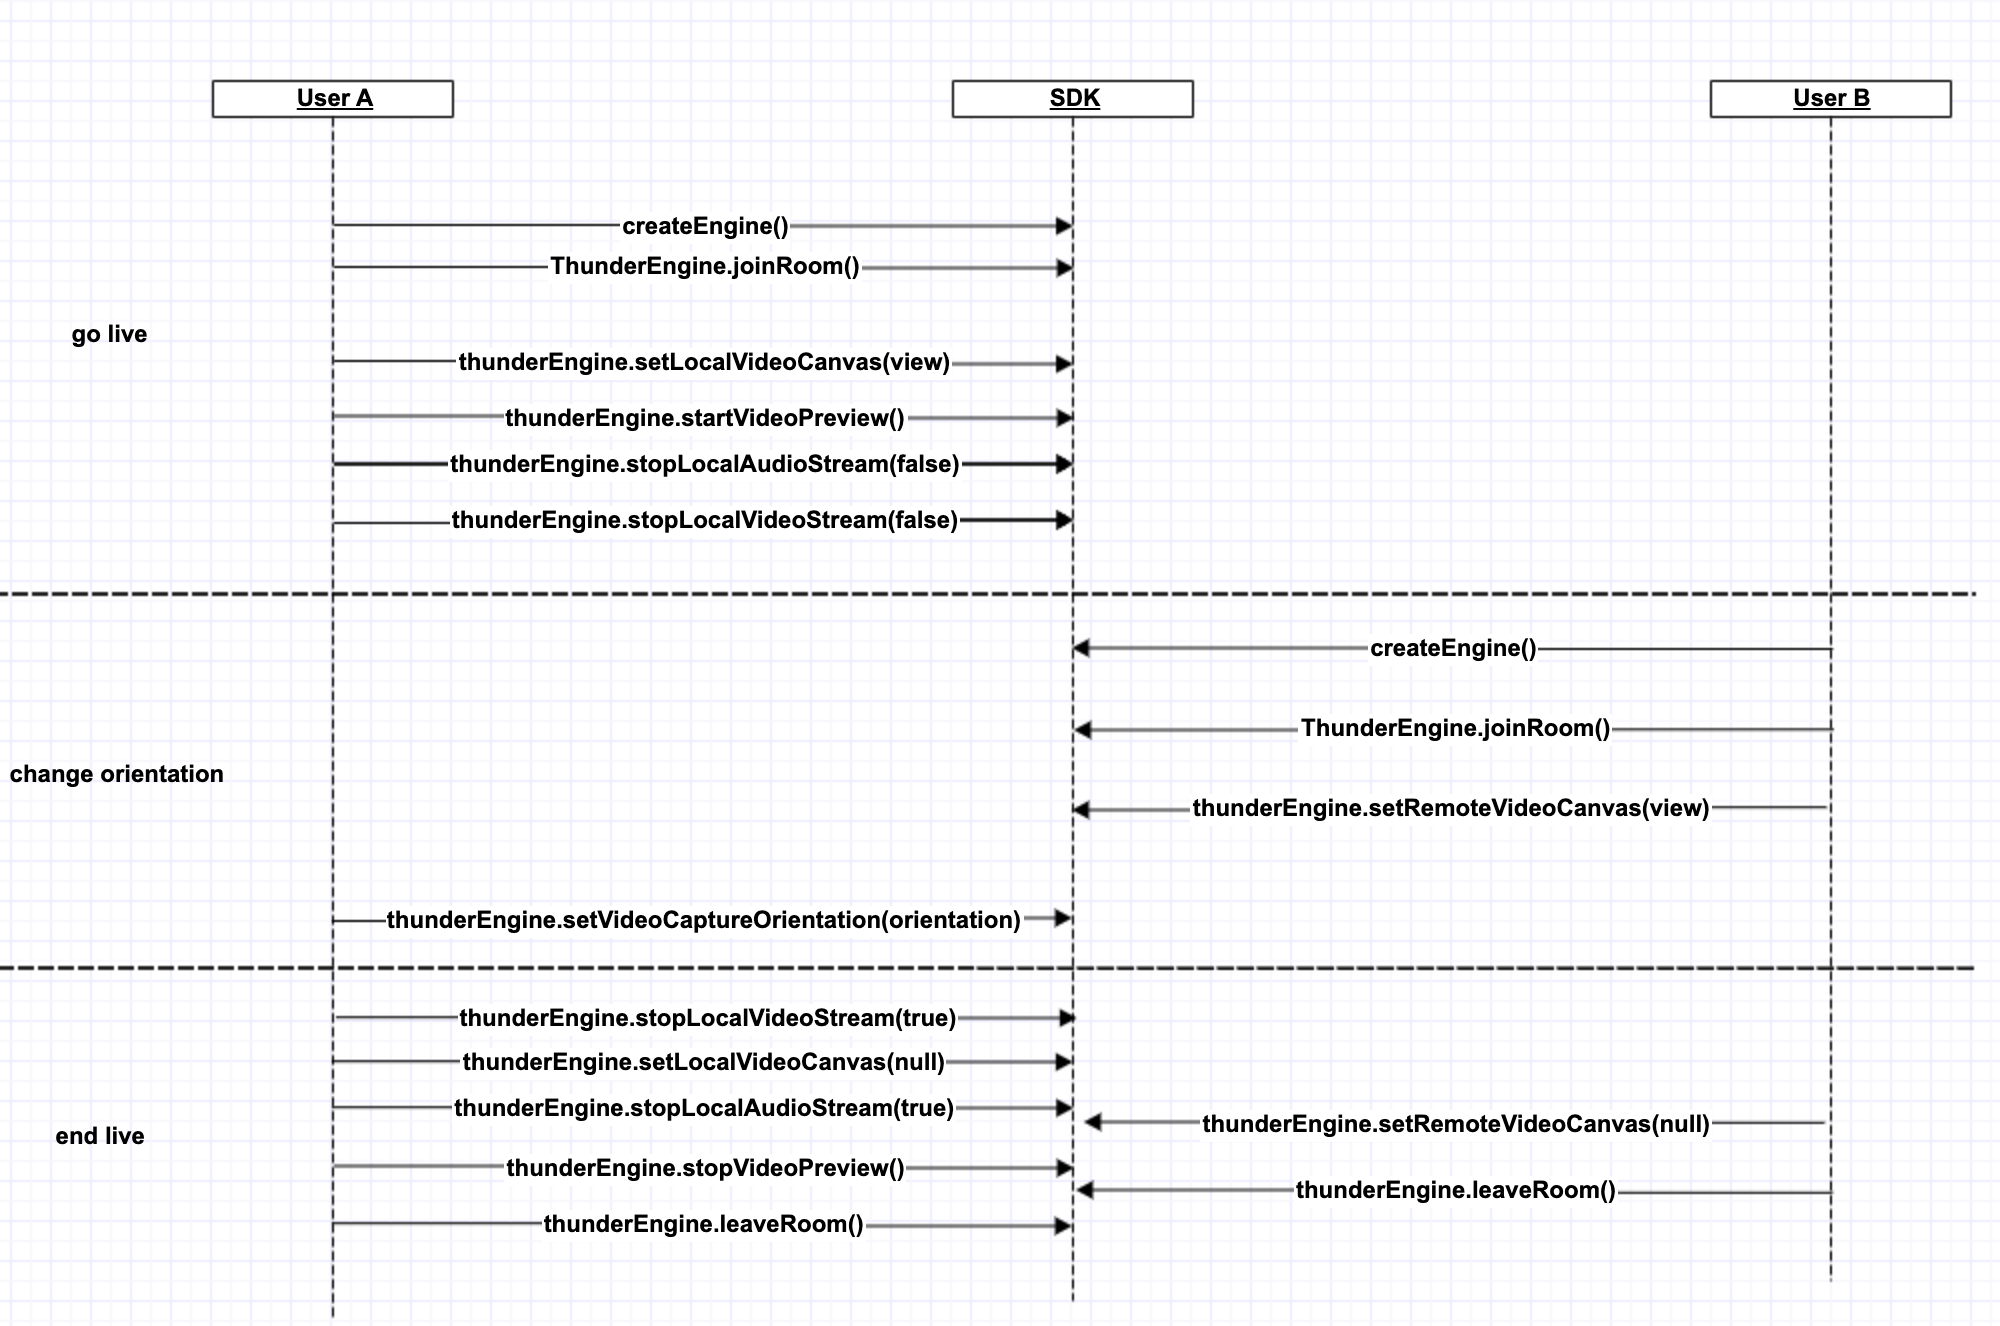 User A
SDK
User B
createEngine()
ThunderEngine.joinRoom()
go live
thunderEngine.setLocalVideoCanvas(view)
thunderEngine.startVideoPreview()
thunderEngine.stopLocalAudioStream(false)
thunderEngine.stopLocalVideoStream(false)
createEngine()
ThunderEngine.joinRoom()
change orientation
thunderEngine.setRemoteVideoCanvas(view)
thunderEngine.setVideoCaptureOrientation(orientation)
thunderEngine.stopLocalVideoStream(true)
thunderEngine.setLocalVideoCanvas(null)
thunderEngine.stopLocalAudioStream(true)
thunderEngine.setRemoteVideoCanvas(null)
end live
thunderEngine.stopVideoPreview()
thunderEngine.leaveRoom()
thunderEngine.leaveRoom()